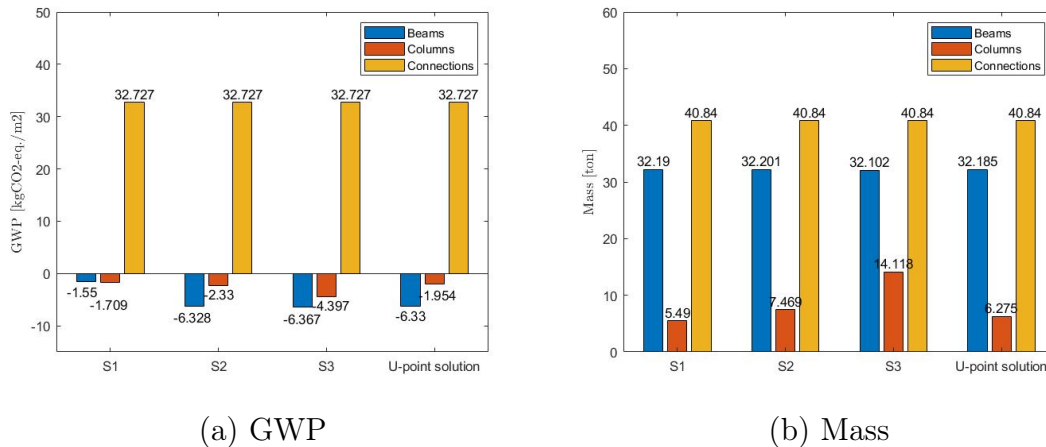 GWP [kgCO2-eq./m2]
50
40
30
20
10
0
-10
Beams
Columns
Connections
32.727
32.727
32.727
32.727
-1.55
-1.709
-6.328
-2.33
-6.367
-4.397
-6.33
-1.954
S1
S2
S3
U-point solution
(a) GWP
Mass [ton]
60
50
40
30
20
10
0
Beams
Columns
Connections
32.19
5.49
40.84
32.201
7.469
40.84
32.102
14.118
40.84
32.185
6.275
40.84
S1
S2
S3
U-point solution
(b) Mass